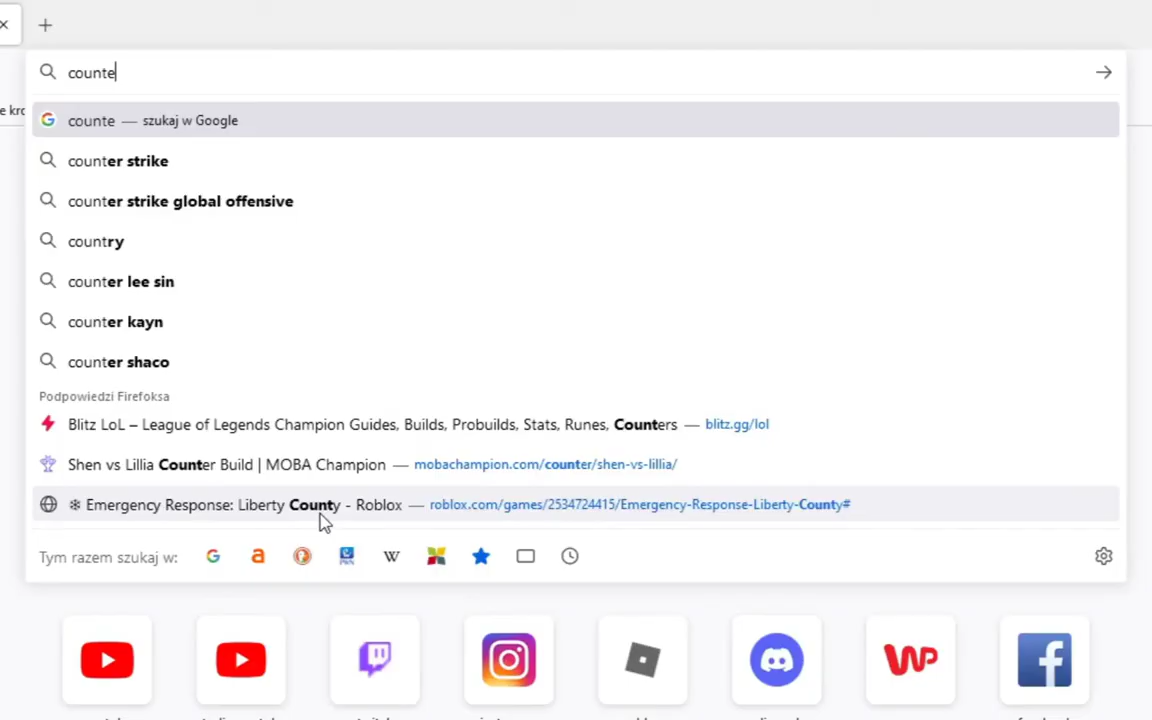 counte
counte — szukaj w Google
counter strike
counter strike global offensive
country
counter lee sin
counter kayn
counter shaco
Podpowiedzi Firefoksa
Blitz LoL – League of Legends Champion Guides, Builds, Probuilds, Stats, Runes, Counters — blitz.gg/lol
Shen vs Lillia Counter Build | MOBA Champion — mobachampion.com/counter/shen-vs-lillia/
❄ Emergency Response: Liberty County - Roblox — roblox.com/games/2534724415/Emergency-Response-Liberty-County#
Tym razem szukaj w: